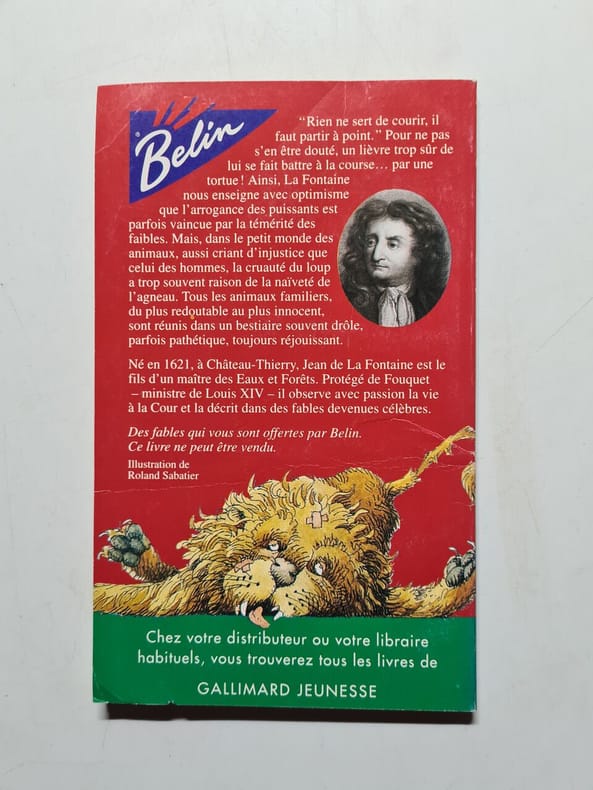 Belin
“Rien ne sert de courir, il
faut partir à point.” Pour ne pas
s’en être douté, un lièvre trop sûr de
lui se fait battre à la course… par une
tortue ! Ainsi, La Fontaine
nous enseigne avec optimisme
que l’arrogance des puissants est
parfois vaincue par la témérité des
faibles. Mais, dans le petit monde des
animaux, aussi criant d’injustice que
celui des hommes, la cruauté du loup
a trop souvent raison de la naïveté de
l’agneau. Tous les animaux familiers,
du plus redoutable au plus innocent,
sont réunis dans un bestiaire souvent drôle,
parfois pathétique, toujours réjouissant.
Né en 1621, à Château-Thierry, Jean de La Fontaine est le
fils d’un maître des Eaux et Forêts. Protégé de Fouquet
– ministre de Louis XIV – il observe avec passion la vie
à la Cour et la décrit dans des fables devenues célèbres.
Des fables qui vous sont offertes par Belin.
Ce livre ne peut être vendu.
Illustration de
Roland Sabatier
Chez votre distributeur ou votre libraire
habituels, vous trouverez tous les livres de
GALLIMARD JEUNESSE